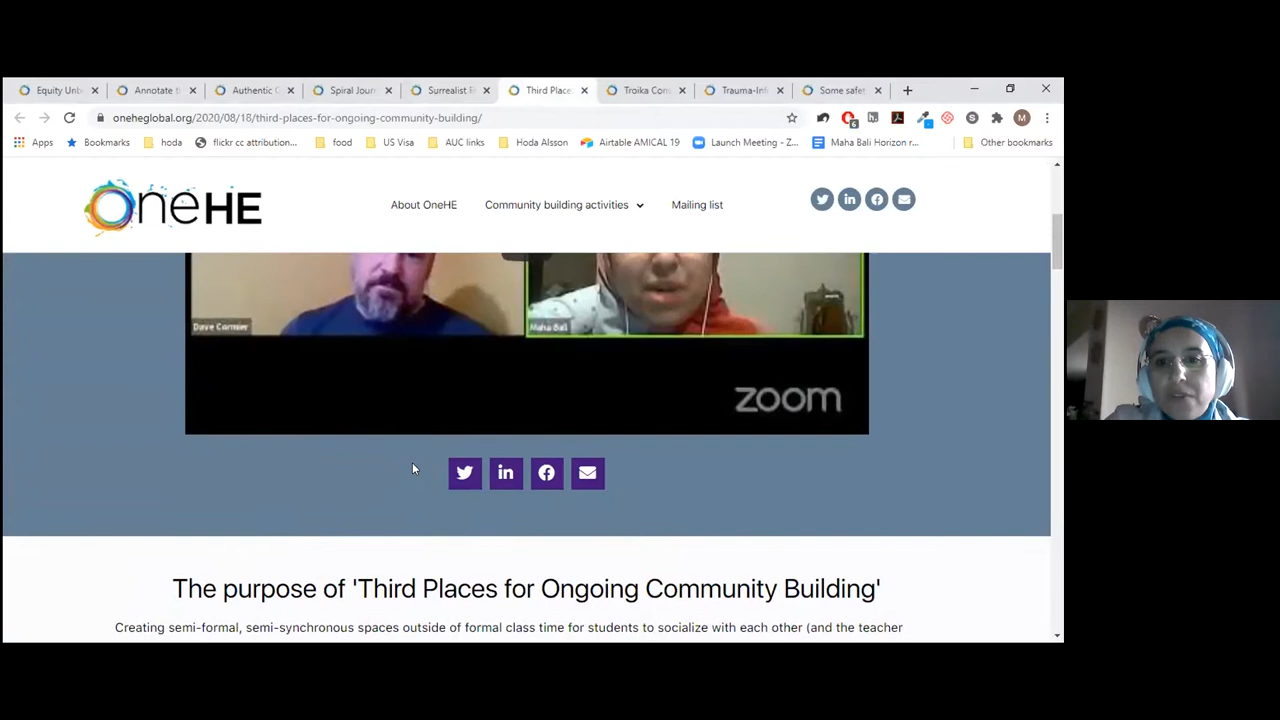 Equity Unb
Annotate t
Authentic
Spiral Jour
Surrealist
Third Place
Troika Con
Trauma-Inf
Some safet
oneheglobal.org/2020/08/18/third-places-for-ongoing-community-building/
6
M
Apps
Bookmarks
hoda
flickr cc attribution...
food
US Visa
AUC links
Hoda Alsson
Airtable AMICAL 19
Launch Meeting - Z...
Maha Bali Horizon r...
Other bookmarks
OneHE
About OneHE
Community building activities
Mailing list
Dave Cormier
Maha Bali
zoom
The purpose of 'Third Places for Ongoing Community Building'
Creating semi-formal, semi-synchronous spaces outside of formal class time for students to socialize with each other (and the teacher